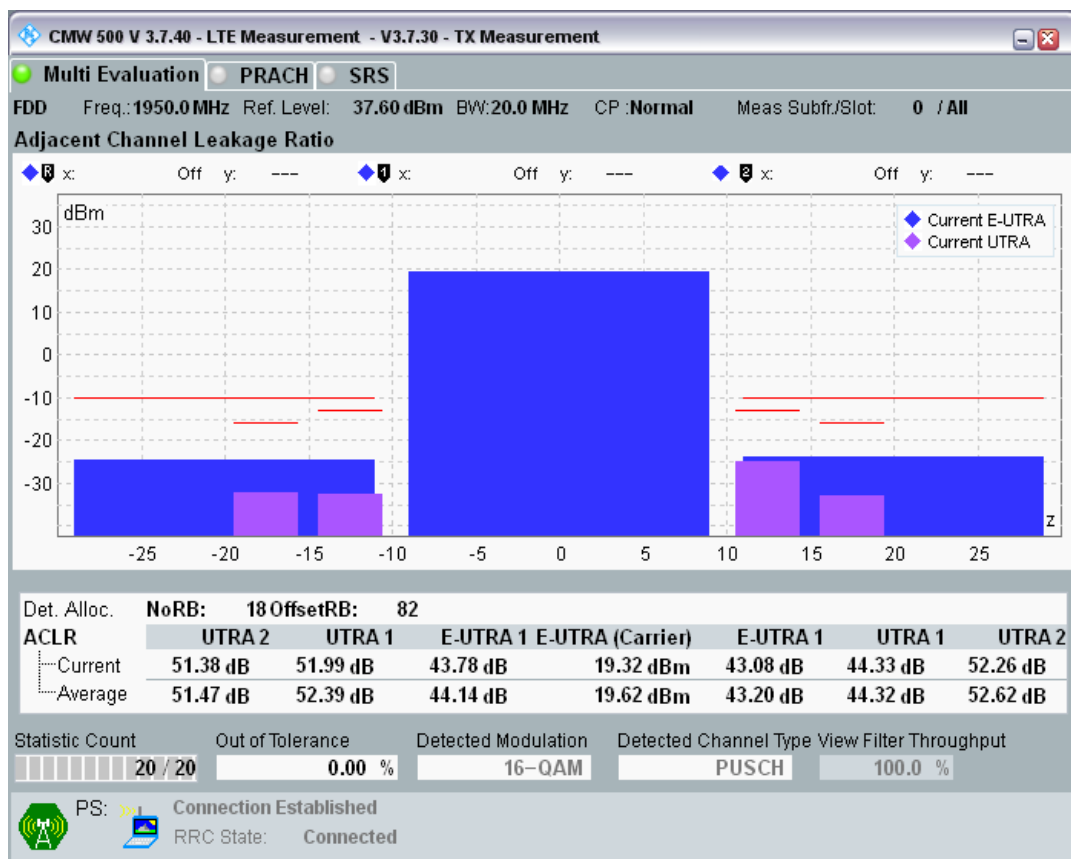 CMW 500 V 3.7.40 - LTE Measurement - V3.7.30 - TX Measurement
Multi Evaluation PRACH SRS
FDD Freq.: 1950.0 MHz Ref. Level: 37.60 dBm BW: 20.0 MHz CP : Normal Meas Subfr./Slot: 0 / All
Adjacent Channel Leakage Ratio
R x: Off y: --- 1 x: Off y: --- 2 x: Off y: ---
dBm
Current E-UTRA
Current UTRA
30
20
10
0
-10
-20
-30
z
-25 -20 -15 -10 -5 0 5 10 15 20 25
Det. Alloc. NoRB: 18 OffsetRB: 82
ACLR UTRA 2 UTRA 1 E-UTRA 1 E-UTRA (Carrier) E-UTRA 1 UTRA 1 UTRA 2
Current 51.38 dB 51.99 dB 43.78 dB 19.32 dBm 43.08 dB 44.33 dB 52.26 dB
Average 51.47 dB 52.39 dB 44.14 dB 19.62 dBm 43.20 dB 44.32 dB 52.62 dB
Statistic Count Out of Tolerance Detected Modulation Detected Channel Type View Filter Throughput
20 / 20 0.00 % 16-QAM PUSCH 100.0 %
PS: Connection Established
RRC State: Connected